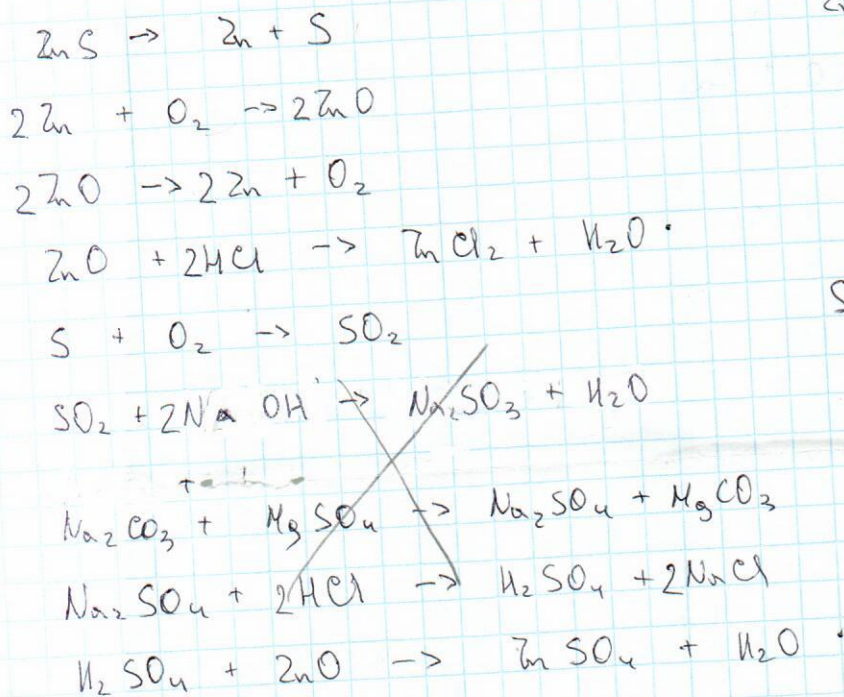 ZnS -> Zn + S
2Zn + O₂ -> 2ZnO
2ZnO -> 2Zn + O₂
ZnO + 2HCl -> ZnCl₂ + H₂O
S + O₂ -> SO₂
SO₂ + 2NaOH -> Na₂SO₃ + H₂O
Na₂CO₃ + MgSO₄ -> Na₂SO₄ + MgCO₃
Na₂SO₄ + 2HCl -> H₂SO₄ + 2NaCl
H₂SO₄ + ZnO -> ZnSO₄ + H₂O